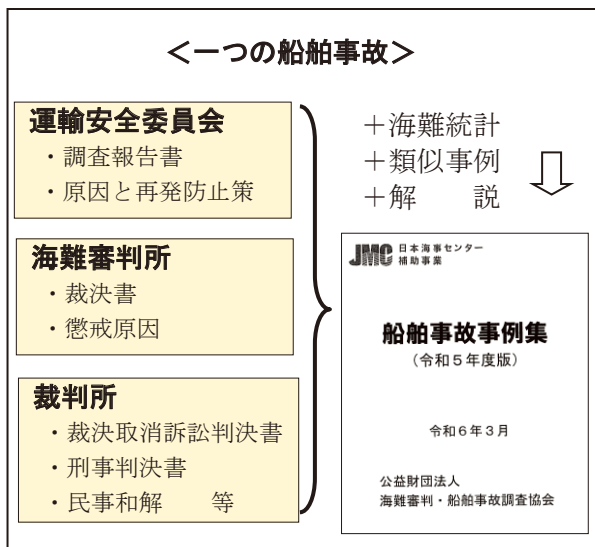 ＜一つの船舶事故＞
運輸安全委員会
・調査報告書
・原因と再発防止策
海難審判所
・裁決書
・懲戒原因
裁判所
・裁決取消訴訟判決書
・刑事判決書
・民事和解　等
＋海難統計
＋類似事例
＋解　説
JMC 日本海事センター
補助事業
船舶事故事例集
（令和５年度版）
令和６年３月
公益財団法人
海難審判・船舶事故調査協会